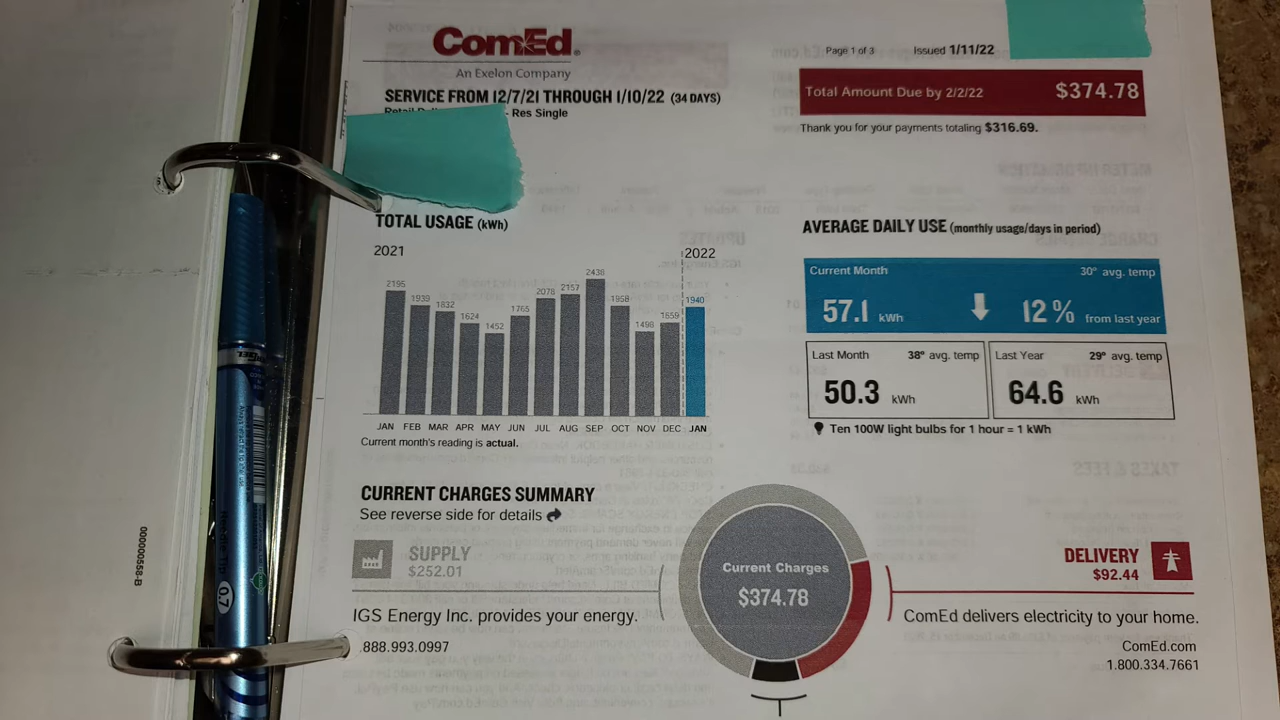 ComEd®
An Exelon Company
Page 1 of 3 Issued 1/11/22
SERVICE FROM 12/7/21 THROUGH 1/10/22 (34 DAYS)
- Res Single
Total Amount Due by 2/2/22 $374.78
Thank you for your payments totaling $316.69.
TOTAL USAGE (kWh)
2021 2022
2195 1939 1832 1624 1452 1765 2078 2157 2438 1958 1498 1659 1940
JAN FEB MAR APR MAY JUN JUL AUG SEP OCT NOV DEC JAN
Current month's reading is actual.
AVERAGE DAILY USE (monthly usage/days in period)
Current Month 30° avg. temp
57.1 kWh 12% from last year
Last Month 38° avg. temp
50.3 kWh
Last Year 29° avg. temp
64.6 kWh
Ten 100W light bulbs for 1 hour = 1 kWh
CURRENT CHARGES SUMMARY
See reverse side for details
SUPPLY
$252.01
IGS Energy Inc. provides your energy.
.888.993.0997
Current Charges
$374.78
DELIVERY
$92.44
ComEd delivers electricity to your home.
ComEd.com
1.800.334.7661
000000558-B
0.7